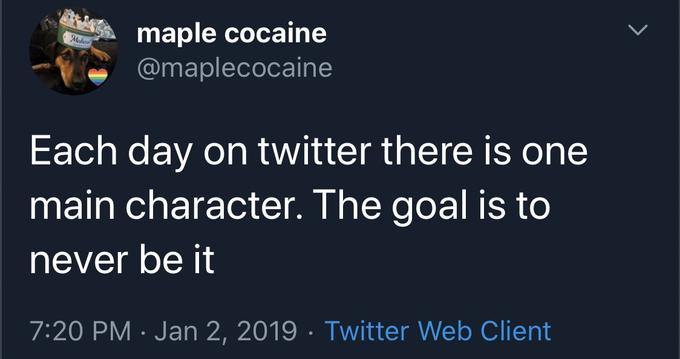 maple cocaine
@maplecocaine
Each day on twitter there is one
main character. The goal is to
never be it
7:20 PM · Jan 2, 2019 · Twitter Web Client